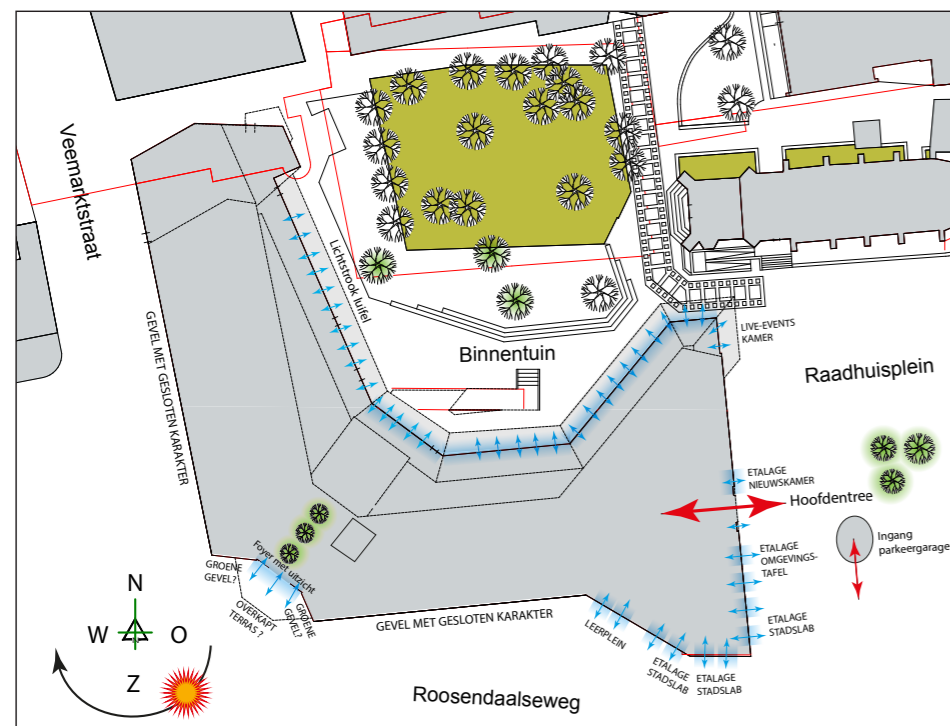 Veemarktstraat
GEVEL MET GESLOTEN KARAKTER
Lichtstrook luifel
Binnentuin
LIVE-EVENTS
KAMER
Raadhuisplein
ETALAGE
NIEUWSKAMER
Hoofdentree
Ingang
parkeergarage
ETALAGE
OMGEVINGS-
TAFEL
ETALAGE
STADSLAB
Foyer met uitzicht
GROENE
GEVEL?
OVERKAPT
TERRAS ?
GROENE
GEVEL?
GEVEL MET GESLOTEN KARAKTER
LEERPLEIN
ETALAGE
STADSLAB
ETALAGE
STADSLAB
N
W
O
Z
Roosendaalseweg